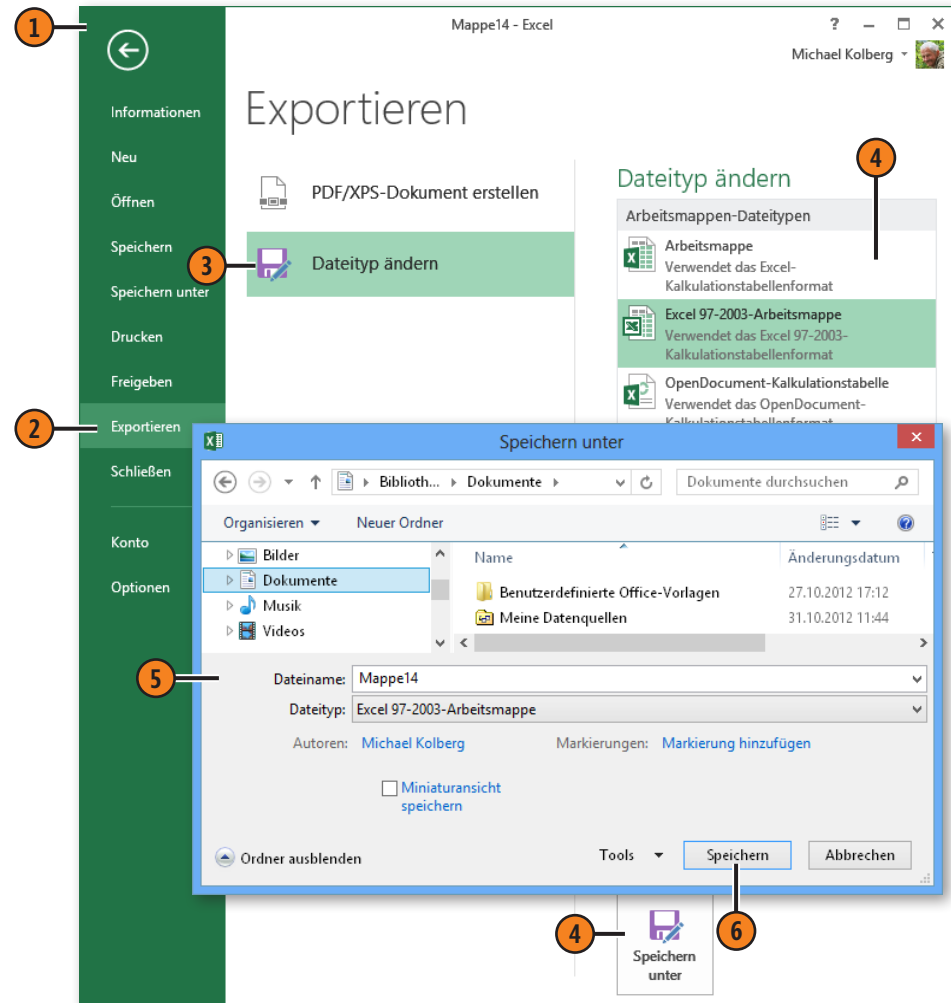 1
Mappe14 - Excel
?
Michael Kolberg
Informationen
Neu
Öffnen
Speichern
Speichern unter
Drucken
Freigeben
2
Exportieren
Schließen
Konto
Optionen
Exportieren
PDF/XPS-Dokument erstellen
3
Dateityp ändern
4
Dateityp ändern
Arbeitsmappen-Dateitypen
Arbeitsmappe
Verwendet das Excel-
Kalkulationstabellenformat
Excel 97-2003-Arbeitsmappe
Verwendet das Excel 97-2003-
Kalkulationstabellenformat
OpenDocument-Kalkulationstabelle
Verwendet das OpenDocument-
Kalkulationstabellenformat
Speichern unter
Biblioth... Dokumente
Dokumente durchsuchen
Organisieren Neuer Ordner
?
Bilder
Dokumente
Musik
Videos
Name Änderungsdatum
Benutzerdefinierte Office-Vorlagen 27.10.2012 17:12
Meine Datenquellen 31.10.2012 11:44
5
Dateiname: Mappe14
Dateityp: Excel 97-2003-Arbeitsmappe
Autoren: Michael Kolberg Markierungen: Markierung hinzufügen
Miniaturansicht
speichern
Ordner ausblenden Tools Speichern Abbrechen
6
4
Speichern
unter